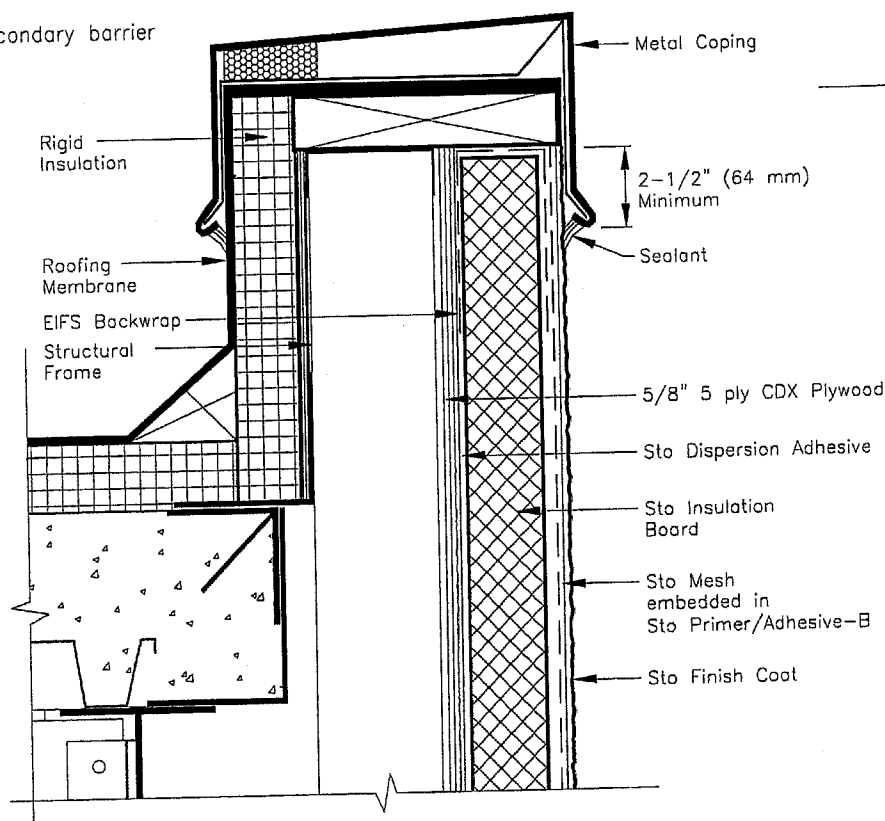 condary barrier
Metal Coping
Rigid
Insulation
2-1/2" (64 mm)
Minimum
Sealant
Roofing
Membrane
EIFS Backwrap
Structural
Frame
5/8" 5 ply CDX Plywood
Sto Dispersion Adhesive
Sto Insulation
Board
Sto Mesh
embedded in
Sto Primer/Adhesive-B
Sto Finish Coat